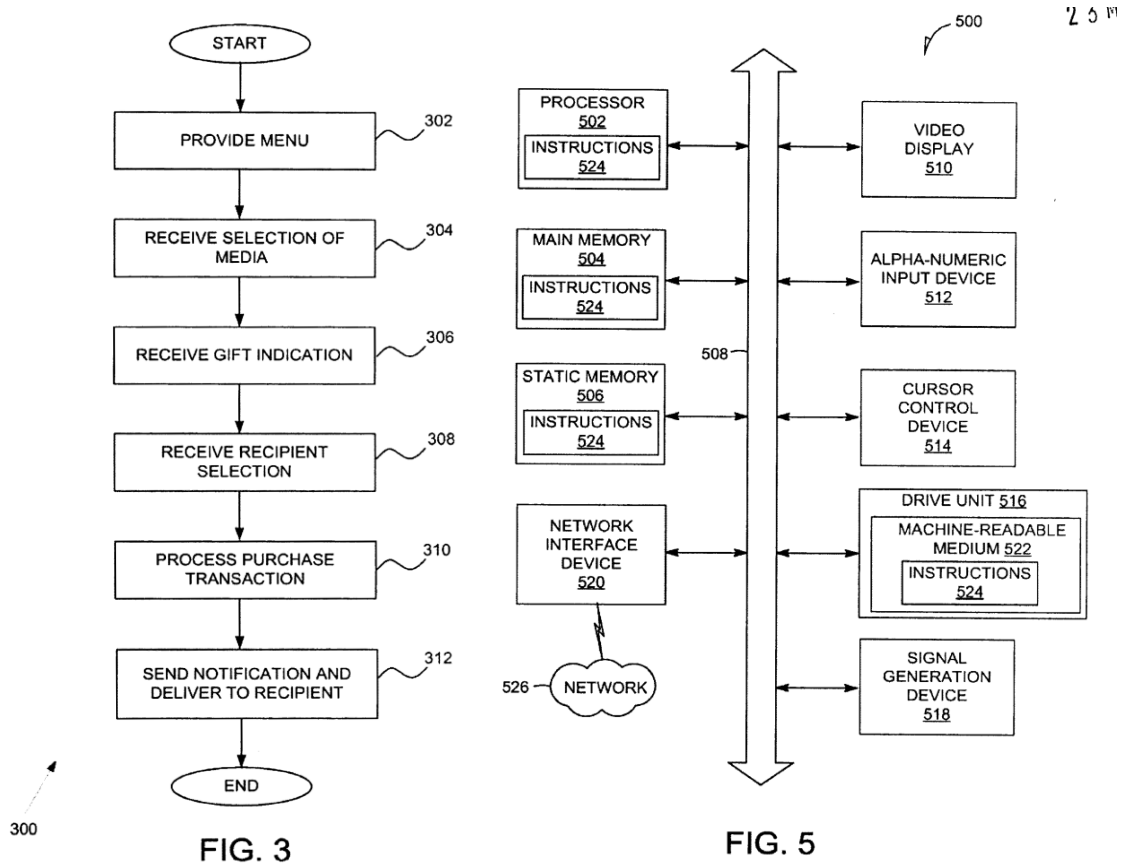 START
PROVIDE MENU
302
RECEIVE SELECTION OF
MEDIA
304
RECEIVE GIFT INDICATION
306
RECEIVE RECIPIENT
SELECTION
308
PROCESS PURCHASE
TRANSACTION
310
SEND NOTIFICATION AND
DELIVER TO RECIPIENT
312
END
300
FIG. 3
500
PROCESSOR
502
INSTRUCTIONS
524
MAIN MEMORY
504
INSTRUCTIONS
524
STATIC MEMORY
506
INSTRUCTIONS
524
NETWORK
INTERFACE
DEVICE
520
526
NETWORK
508
VIDEO
DISPLAY
510
ALPHA-NUMERIC
INPUT DEVICE
512
CURSOR
CONTROL
DEVICE
514
DRIVE UNIT 516
MACHINE-READABLE
MEDIUM 522
INSTRUCTIONS
524
SIGNAL
GENERATION
DEVICE
518
FIG. 5